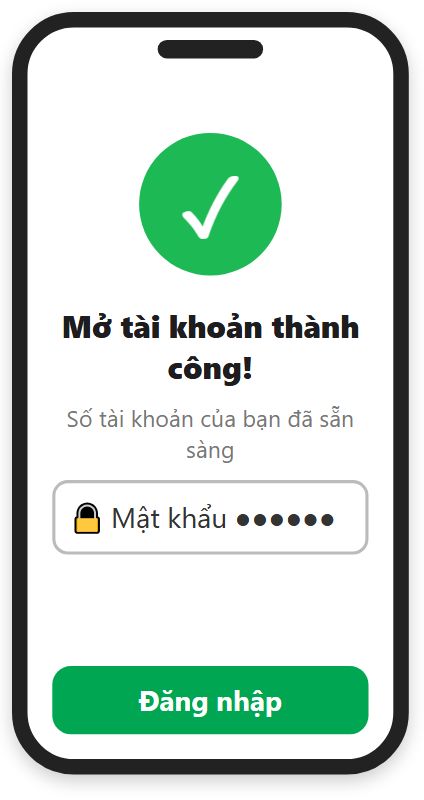 Mở tài khoản thành
công!
Số tài khoản của bạn đã sẵn
sàng
Mật khẩu ●●●●●●
Đăng nhập